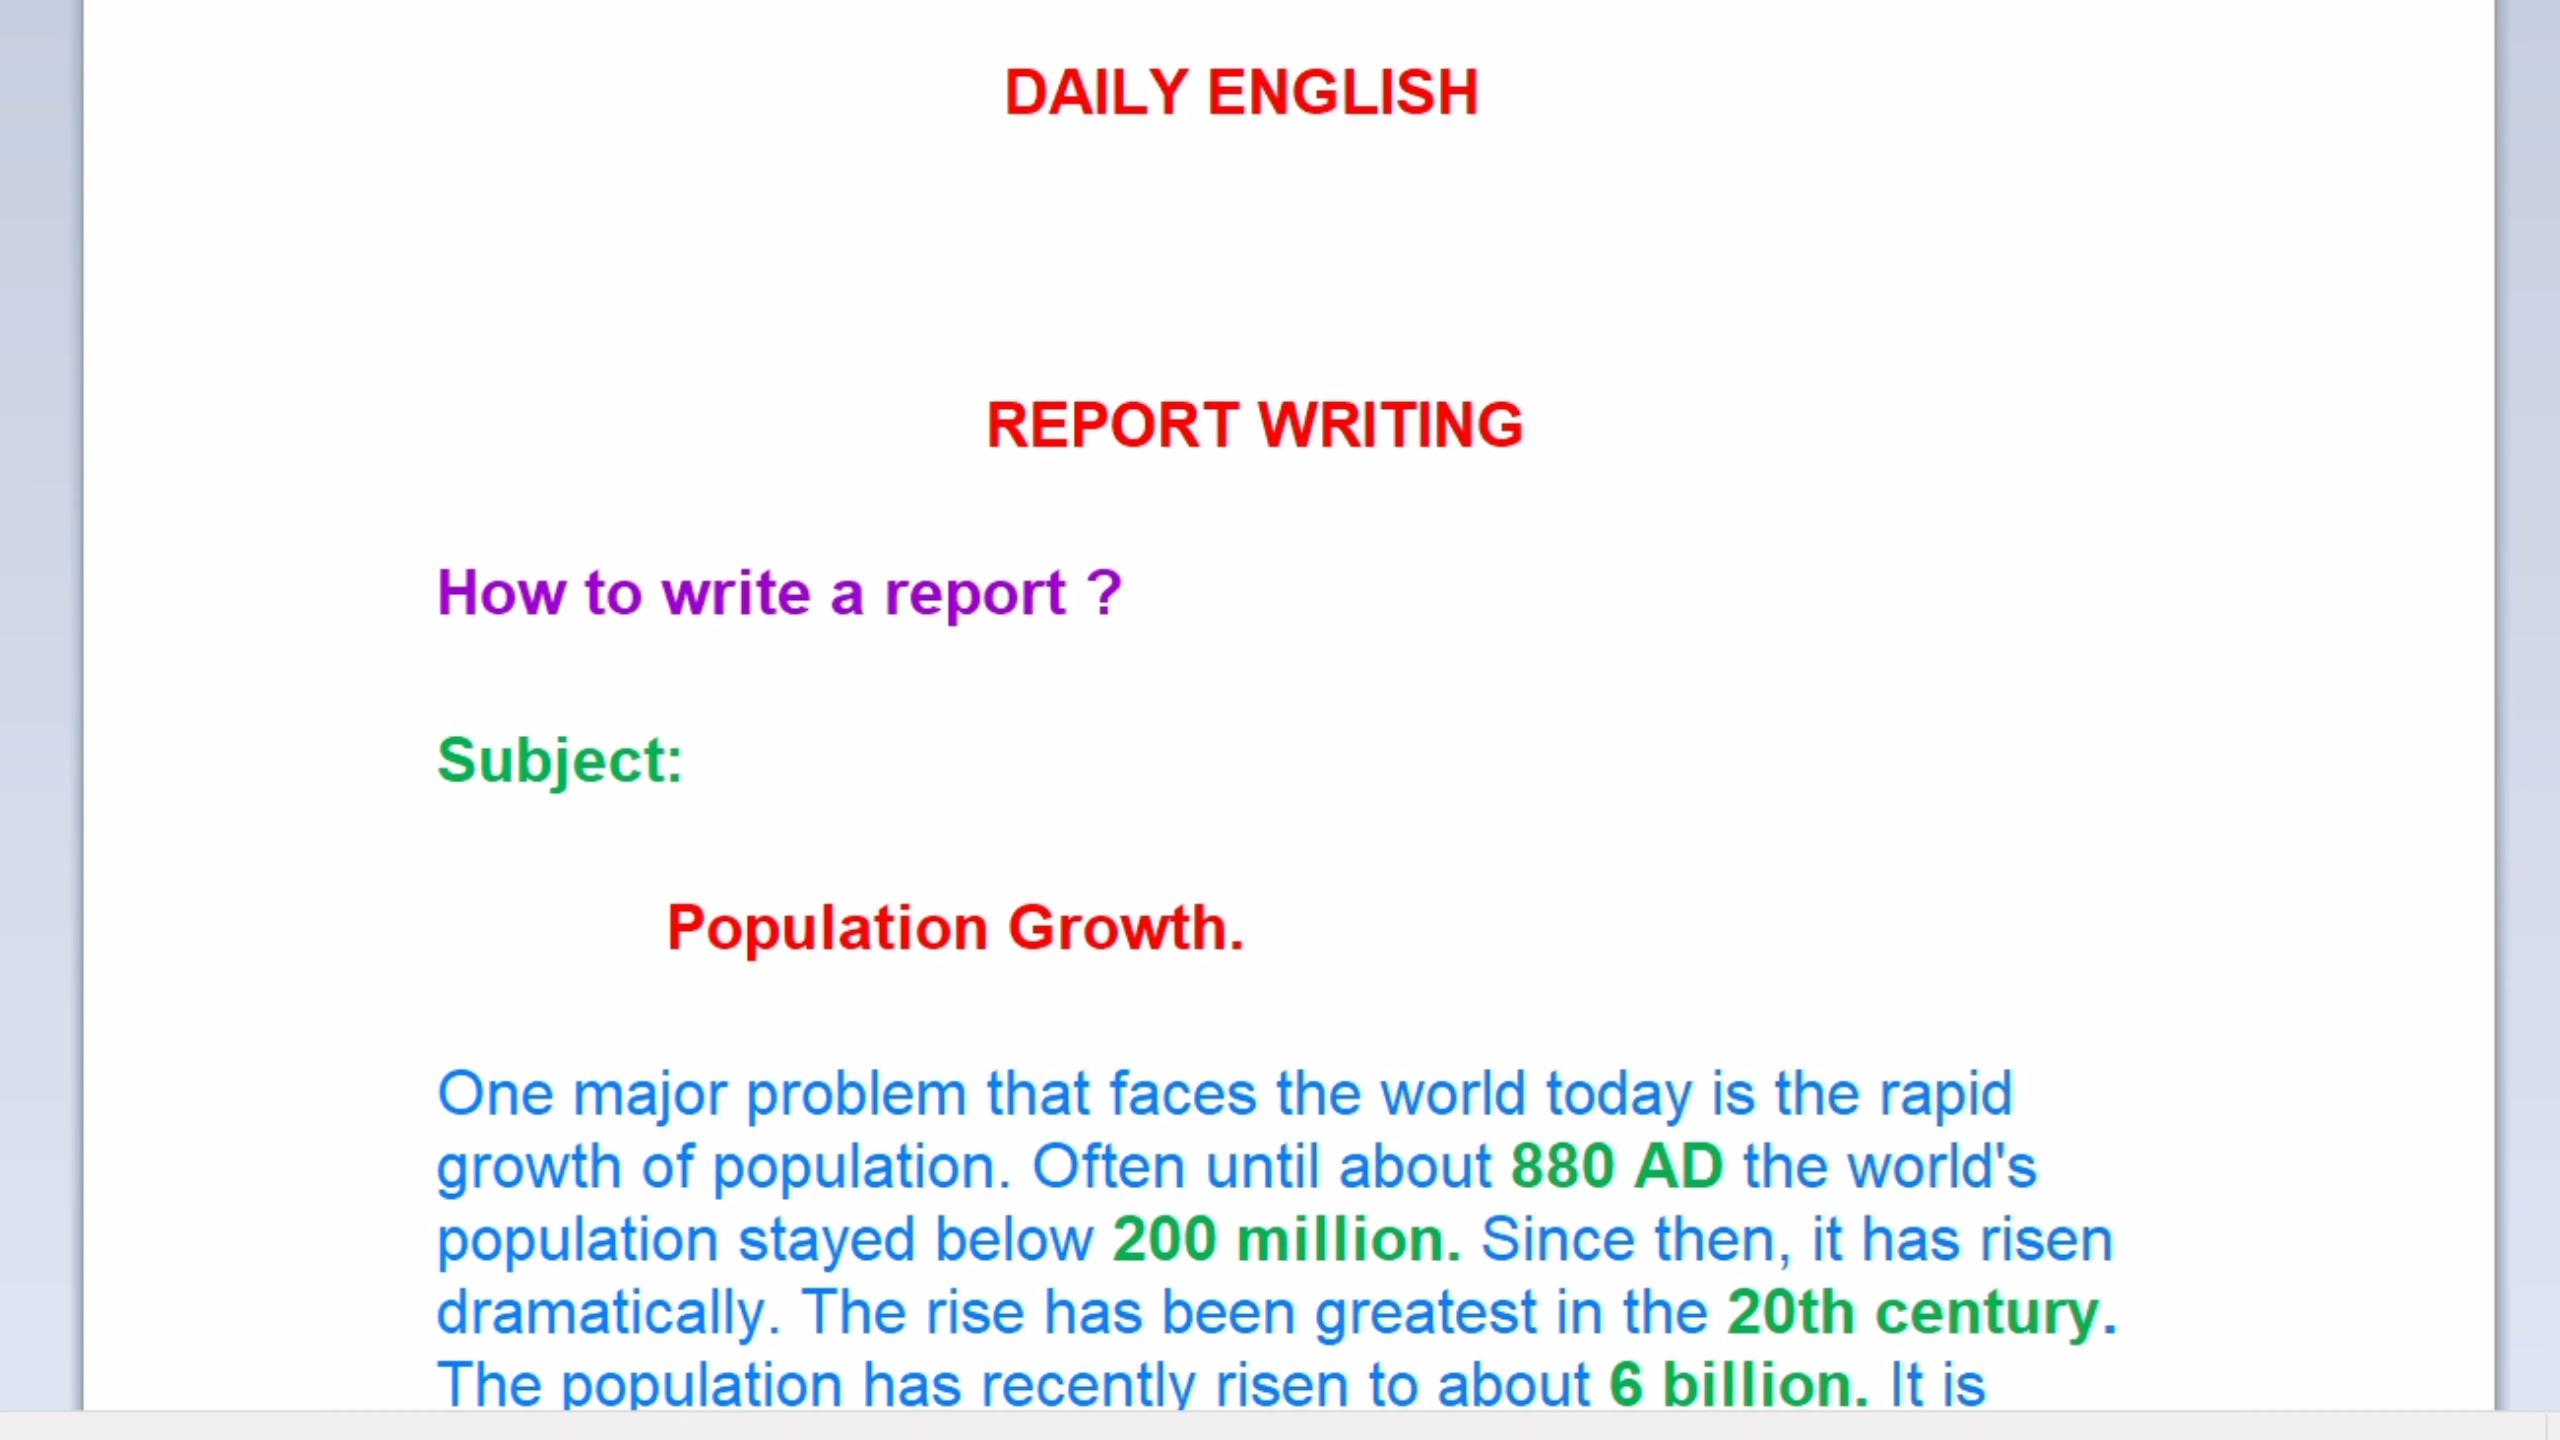 DAILY ENGLISH
REPORT WRITING
How to write a report ?
Subject:
Population Growth.
One major problem that faces the world today is the rapid
growth of population. Often until about 880 AD the world's
population stayed below 200 million. Since then, it has risen
dramatically. The rise has been greatest in the 20th century.
The population has recently risen to about 6 billion. It is